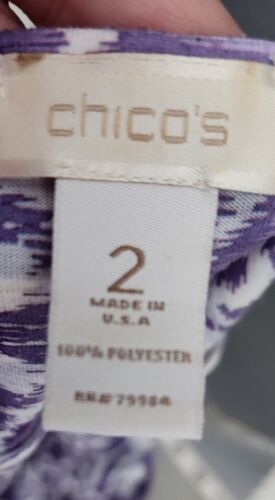 chico's
2
MADE IN
U.S.A
100% POLYESTER
RN# 79984